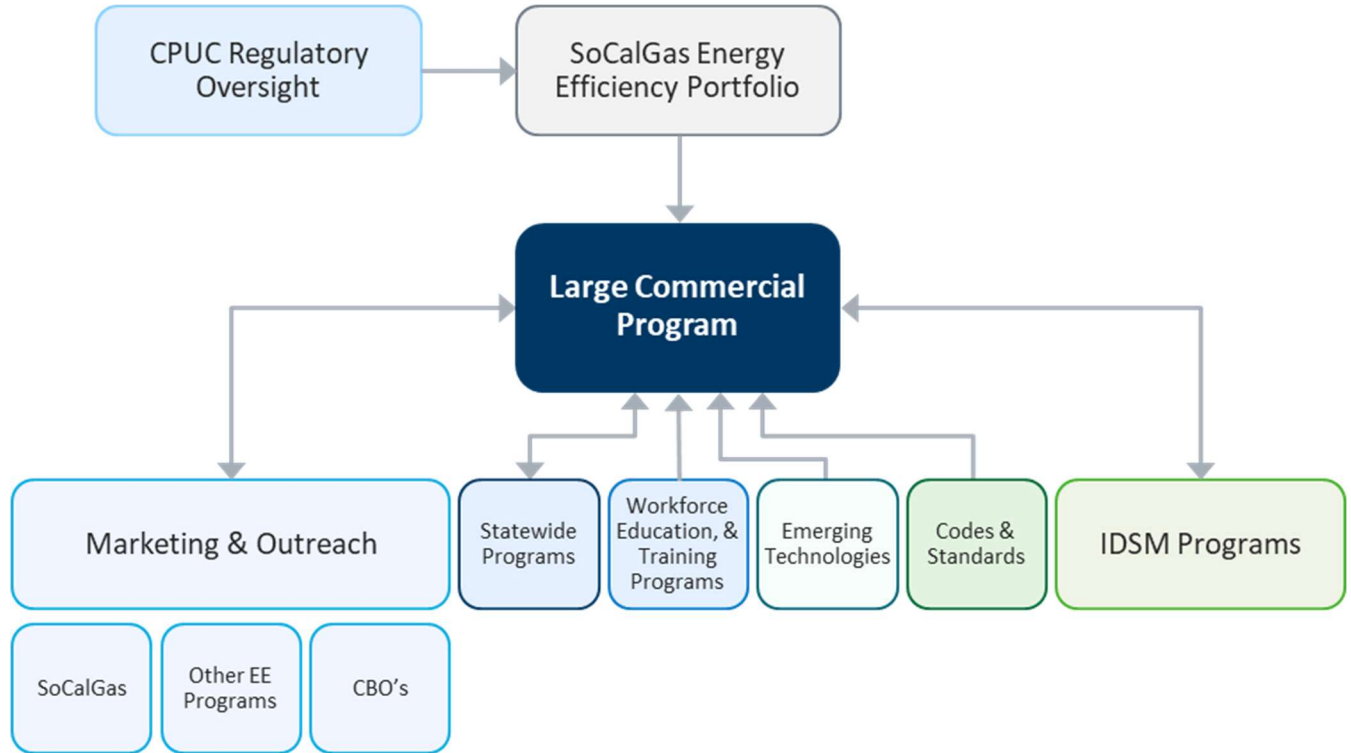 CPUC Regulatory
Oversight
SoCalGas Energy
Efficiency Portfolio
Large Commercial
Program
Marketing & Outreach
Statewide
Programs
Workforce
Education, &
Training
Programs
Emerging
Technologies
Codes &
Standards
IDSM Programs
SoCalGas
Other EE
Programs
CBO's